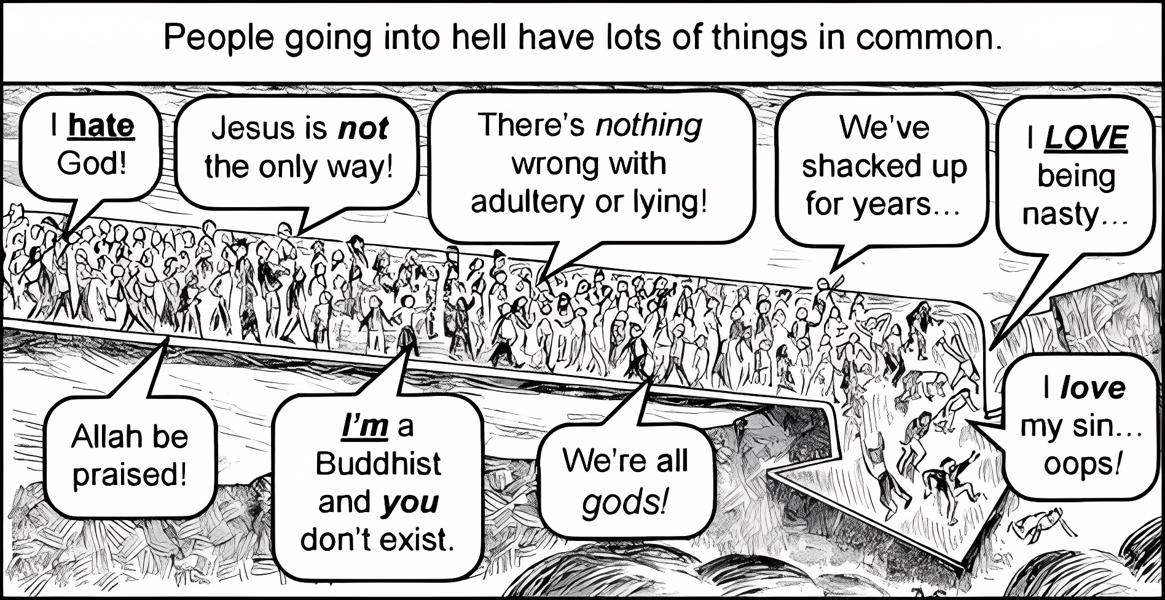 People going into hell have lots of things in common.
I hate
God!
Jesus is not
the only way!
There's nothing
wrong with
adultery or lying!
We've
shacked up
for years...
I LOVE
being
nasty...
Allah be
praised!
I'm a
Buddhist
and you
don't exist.
We're all
gods!
I love
my sin...
oops!